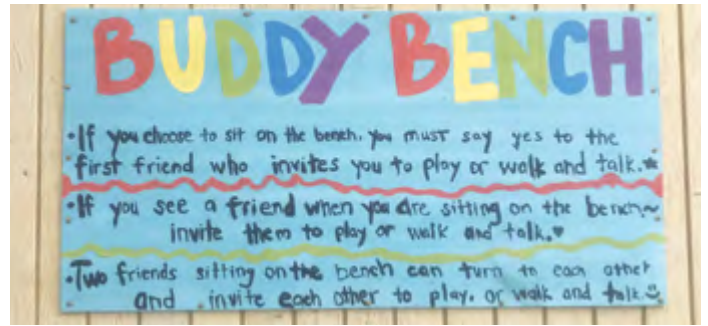 BUDDY BENCH
•If you choose to sit on the bench, you must say yes to the
first friend who invites you to play or walk and talk.★
•If you see a friend when you are sitting on the bench~
invite them to play or walk and talk.♥
•Two friends sitting on the bench can turn to each other
and invite each other to play, or walk and talk.☺